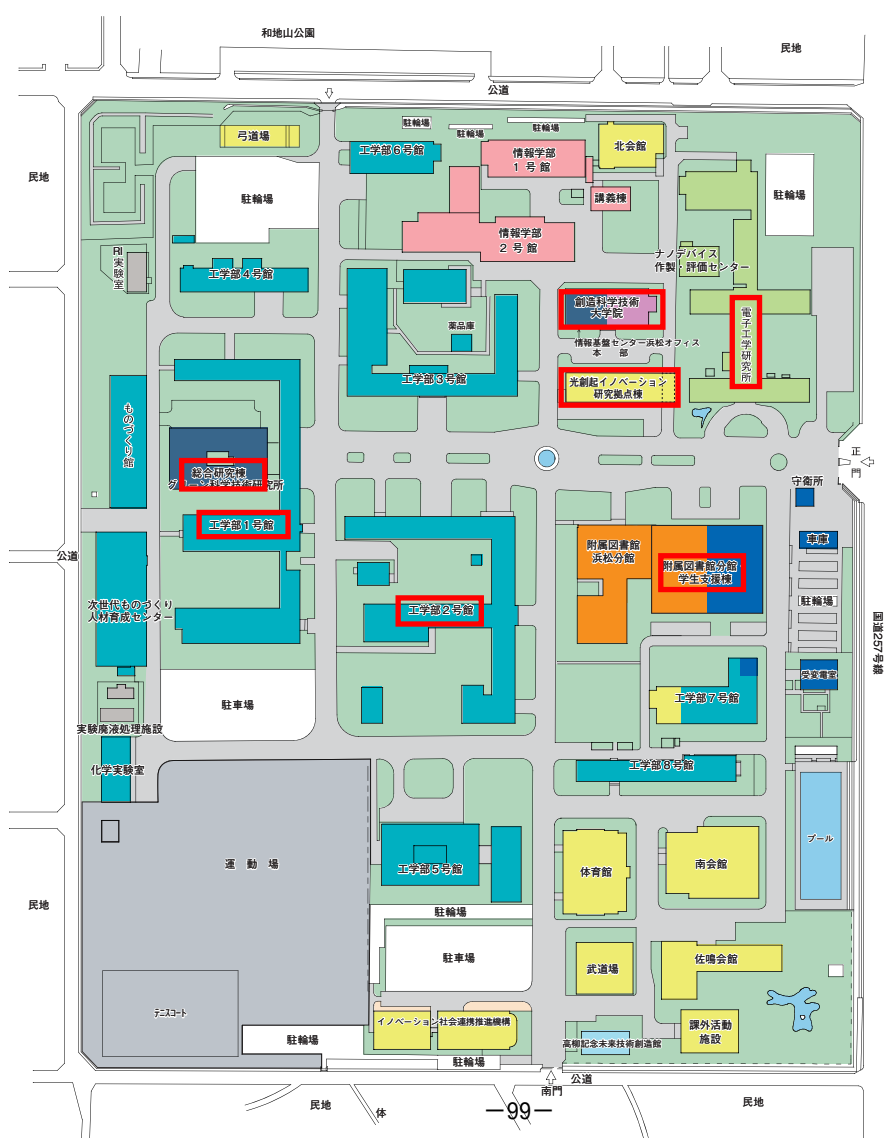 和地山公園
民地
公道
駐輪場
駐輪場
駐輪場
弓道場
工学部6号館
情報学部
1 号 館
北会館
民地
駐輪場
講義棟
駐輪場
情報学部
2 号 館
RI
実
験
室
工学部4号館
ナノデバイス
作製・評価センター
創造科学技術
大学院
電子工学研究所
薬品庫
情報基盤センター浜松オフィス
本 部
工学部3号館
光創起イノベーション
研究拠点棟
ものづくり館
正
門
総合研究棟
グリーン科学技術研究所
守衛所
工学部1号館
車庫
公道
附属図書館
浜松分館
附属図書館分館
学生支援棟
次世代ものづくり
人材育成センター
工学部2号館
駐輪場
国道257号線
受変電室
駐車場
工学部7号館
実験廃液処理施設
化学実験室
工学部8号館
運 動 場
工学部5号館
体育館
南会館
プール
民地
駐輪場
駐車場
武道場
佐鳴会館
テニスコート
イノベーション社会連携推進機構
課外活動
施設
駐輪場
高柳記念未来技術創造館
駐輪場
公道
南門
民地
体
－99－
民地